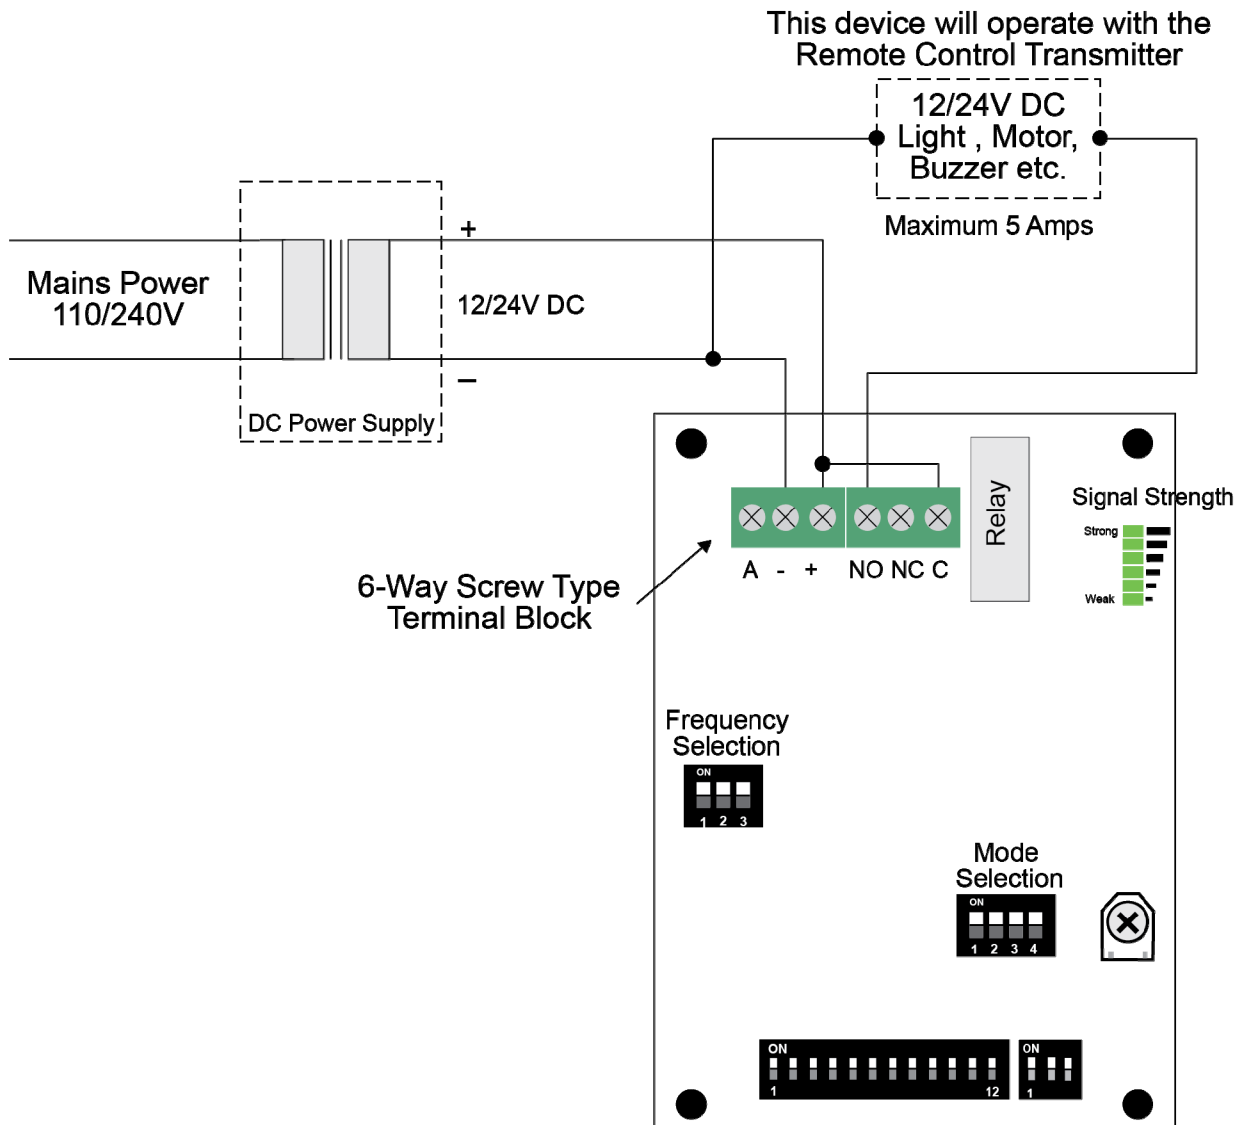 This device will operate with the
Remote Control Transmitter
12/24V DC
Light , Motor,
Buzzer etc.
Maximum 5 Amps
+
Mains Power
110/240V
12/24V DC
–
DC Power Supply
Relay
Signal Strength
Strong
Weak
A - + NO NC C
6-Way Screw Type
Terminal Block
Frequency
Selection
ON
1 2 3
Mode
Selection
ON
1 2 3 4
ON
1 12
ON
1